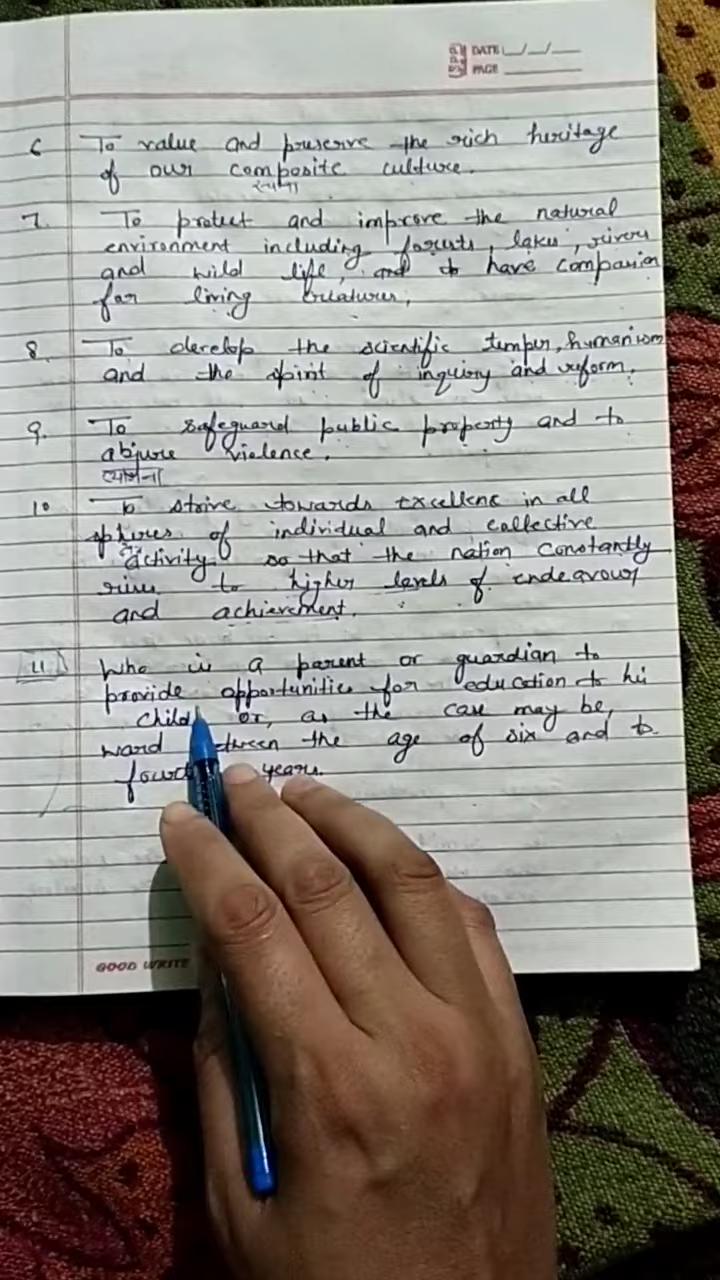 DATE __/__/__
PAGE
6 To value and preserve the rich heritage
of our composite culture.
7. To protect and improve the natural
environment including forests, lakes, rivers
and wild life, and to have compassion
for living creatures,
8. To develop the scientific temper, humanism
and the spirit of inquiry and reform.
9. To safeguard public property and to
abjure violence.
10 To strive towards excellence in all
spheres of individual and collective
activity so that the nation constantly
rises to higher levels of endeavour
and achievement.
11 Who is a parent or guardian to
provide opportunities for education to his
child or, as the case may be,
ward between the age of six and to
years.
GOOD WRITE